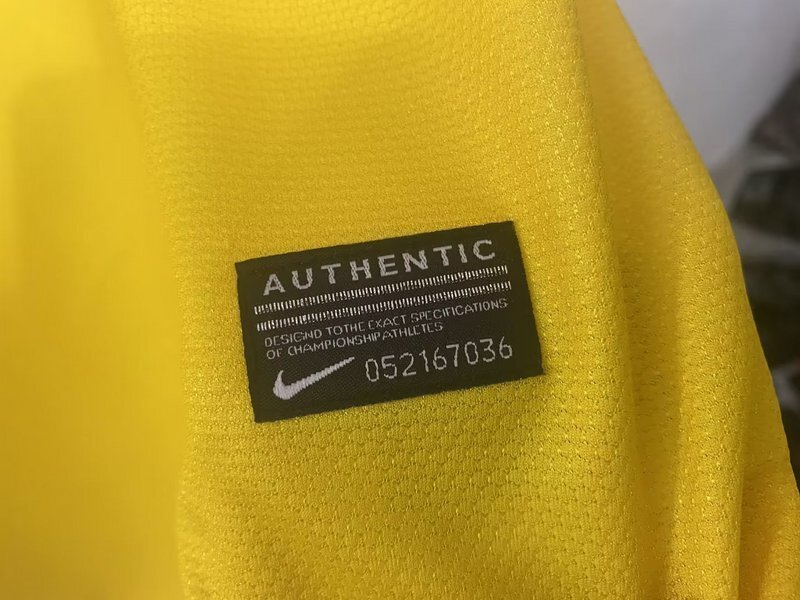 AUTHENTIC
DESIGND TO THE EXACT SPECIFICATIONS
OF CHAMPIONSHIP ATHLETES
052167036